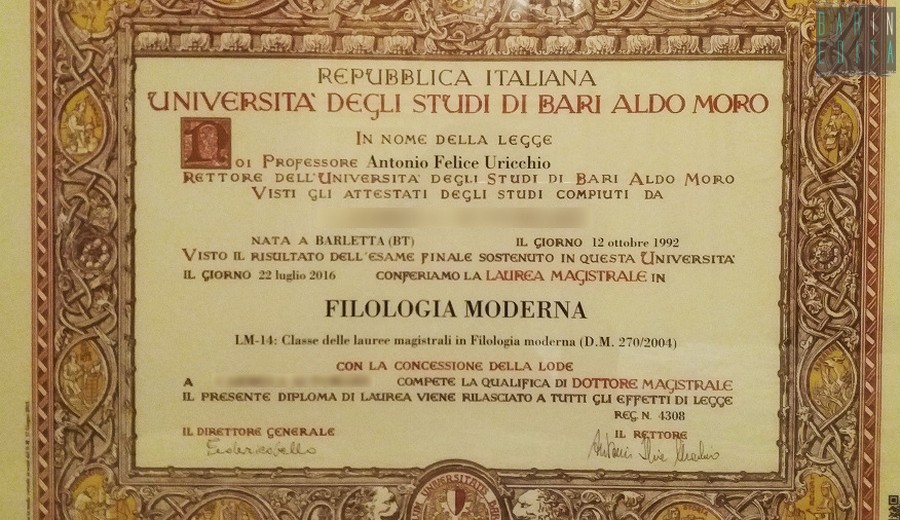 BARINEDITA
REPUBBLICA ITALIANA
UNIVERSITA' DEGLI STUDI DI BARI ALDO MORO
IN NOME DELLA LEGGE
NOI PROFESSORE Antonio Felice Uricchio
RETTORE DELL'UNIVERSITA' DEGLI STUDI DI BARI ALDO MORO
VISTI GLI ATTESTATI DEGLI STUDI COMPIUTI DA
NATA A BARLETTA (BT) IL GIORNO 12 ottobre 1992
VISTO IL RISULTATO DELL'ESAME FINALE SOSTENUTO IN QUESTA UNIVERSITA'
IL GIORNO 22 luglio 2016 CONFERIAMO LA LAUREA MAGISTRALE IN
FILOLOGIA MODERNA
LM-14: Classe delle lauree magistrali in Filologia moderna (D.M. 270/2004)
CON LA CONCESSIONE DELLA LODE
A COMPETE LA QUALIFICA DI DOTTORE MAGISTRALE
IL PRESENTE DIPLOMA DI LAUREA VIENE RILASCIATO A TUTTI GLI EFFETTI DI LEGGE
REG. N. 4308
IL DIRETTORE GENERALE IL RETTORE